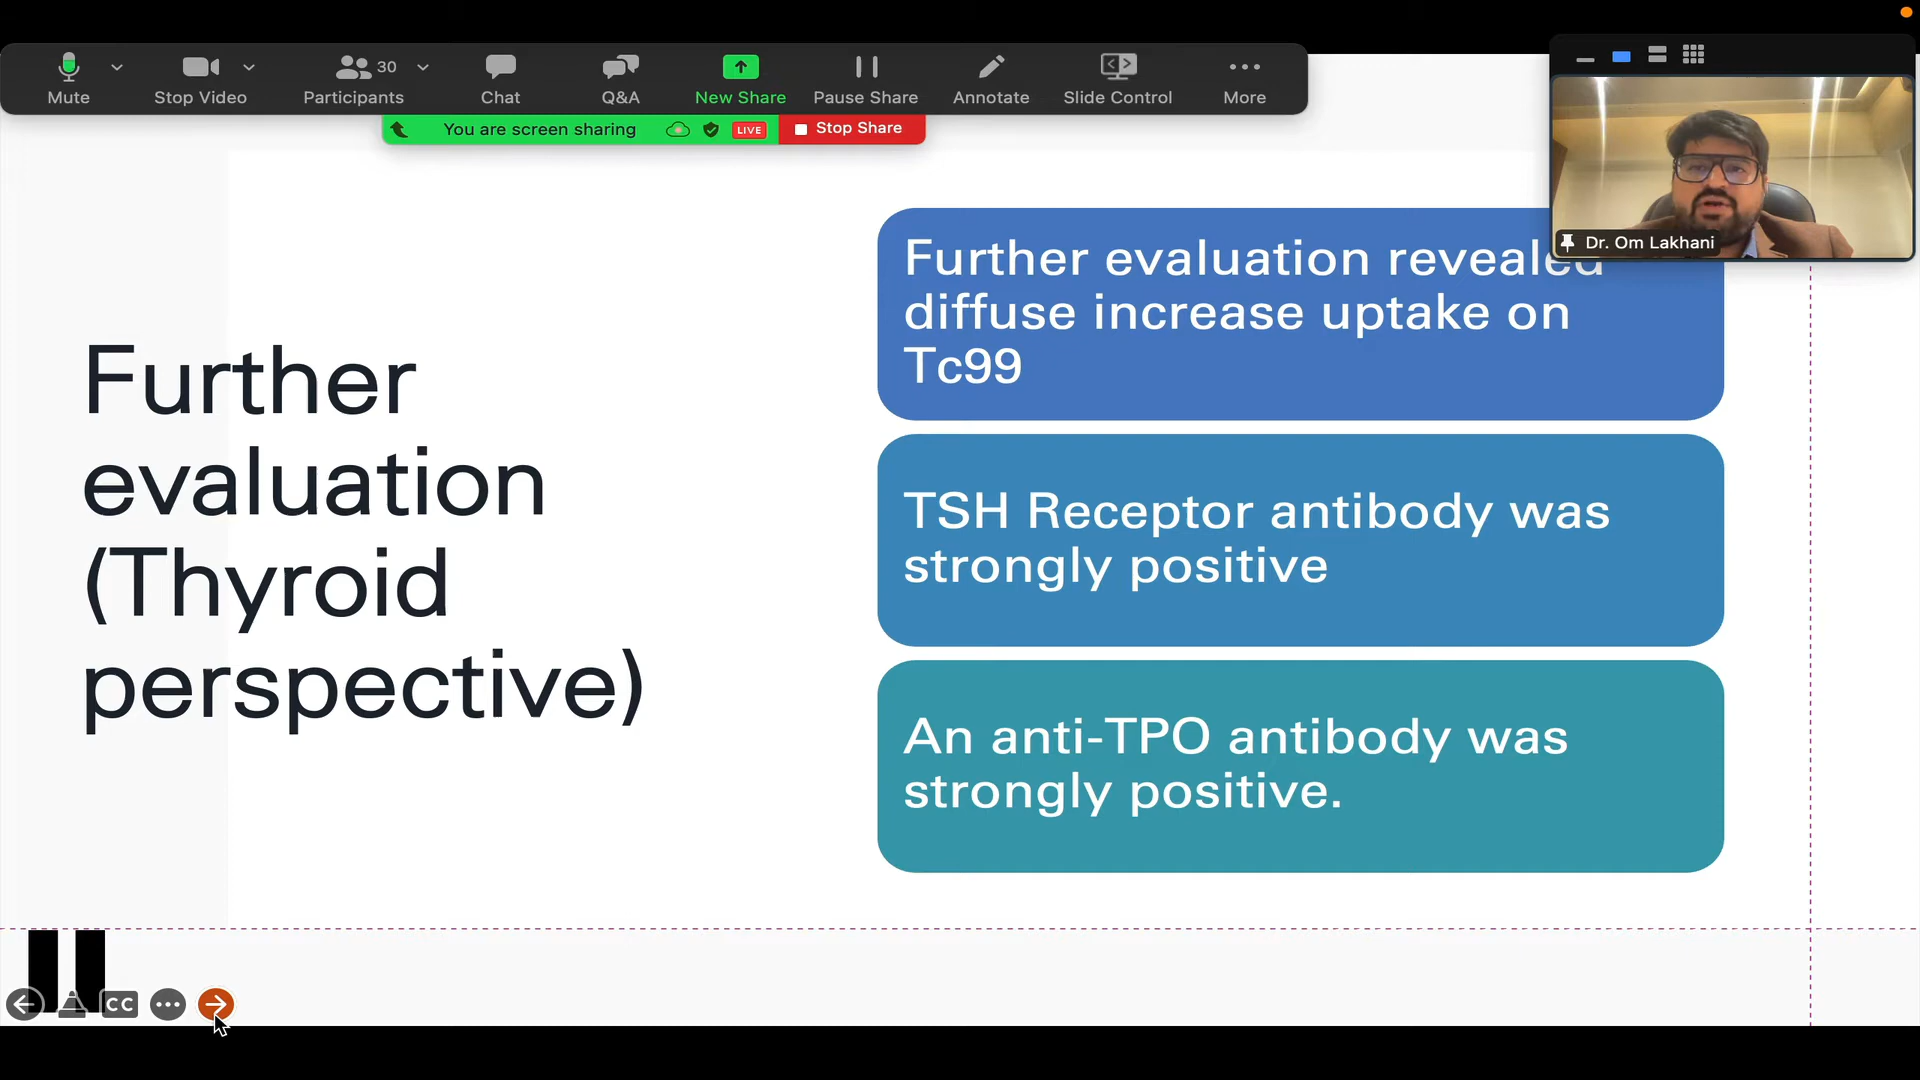 Mute
Stop Video
30
Participants
Chat
Q&A
New Share
Pause Share
Annotate
Slide Control
More
You are screen sharing
LIVE
Stop Share
Dr. Om Lakhani
Further
evaluation
(Thyroid
perspective)
Further evaluation revealed
diffuse increase uptake on
Tc99
TSH Receptor antibody was
strongly positive
An anti-TPO antibody was
strongly positive.
CC